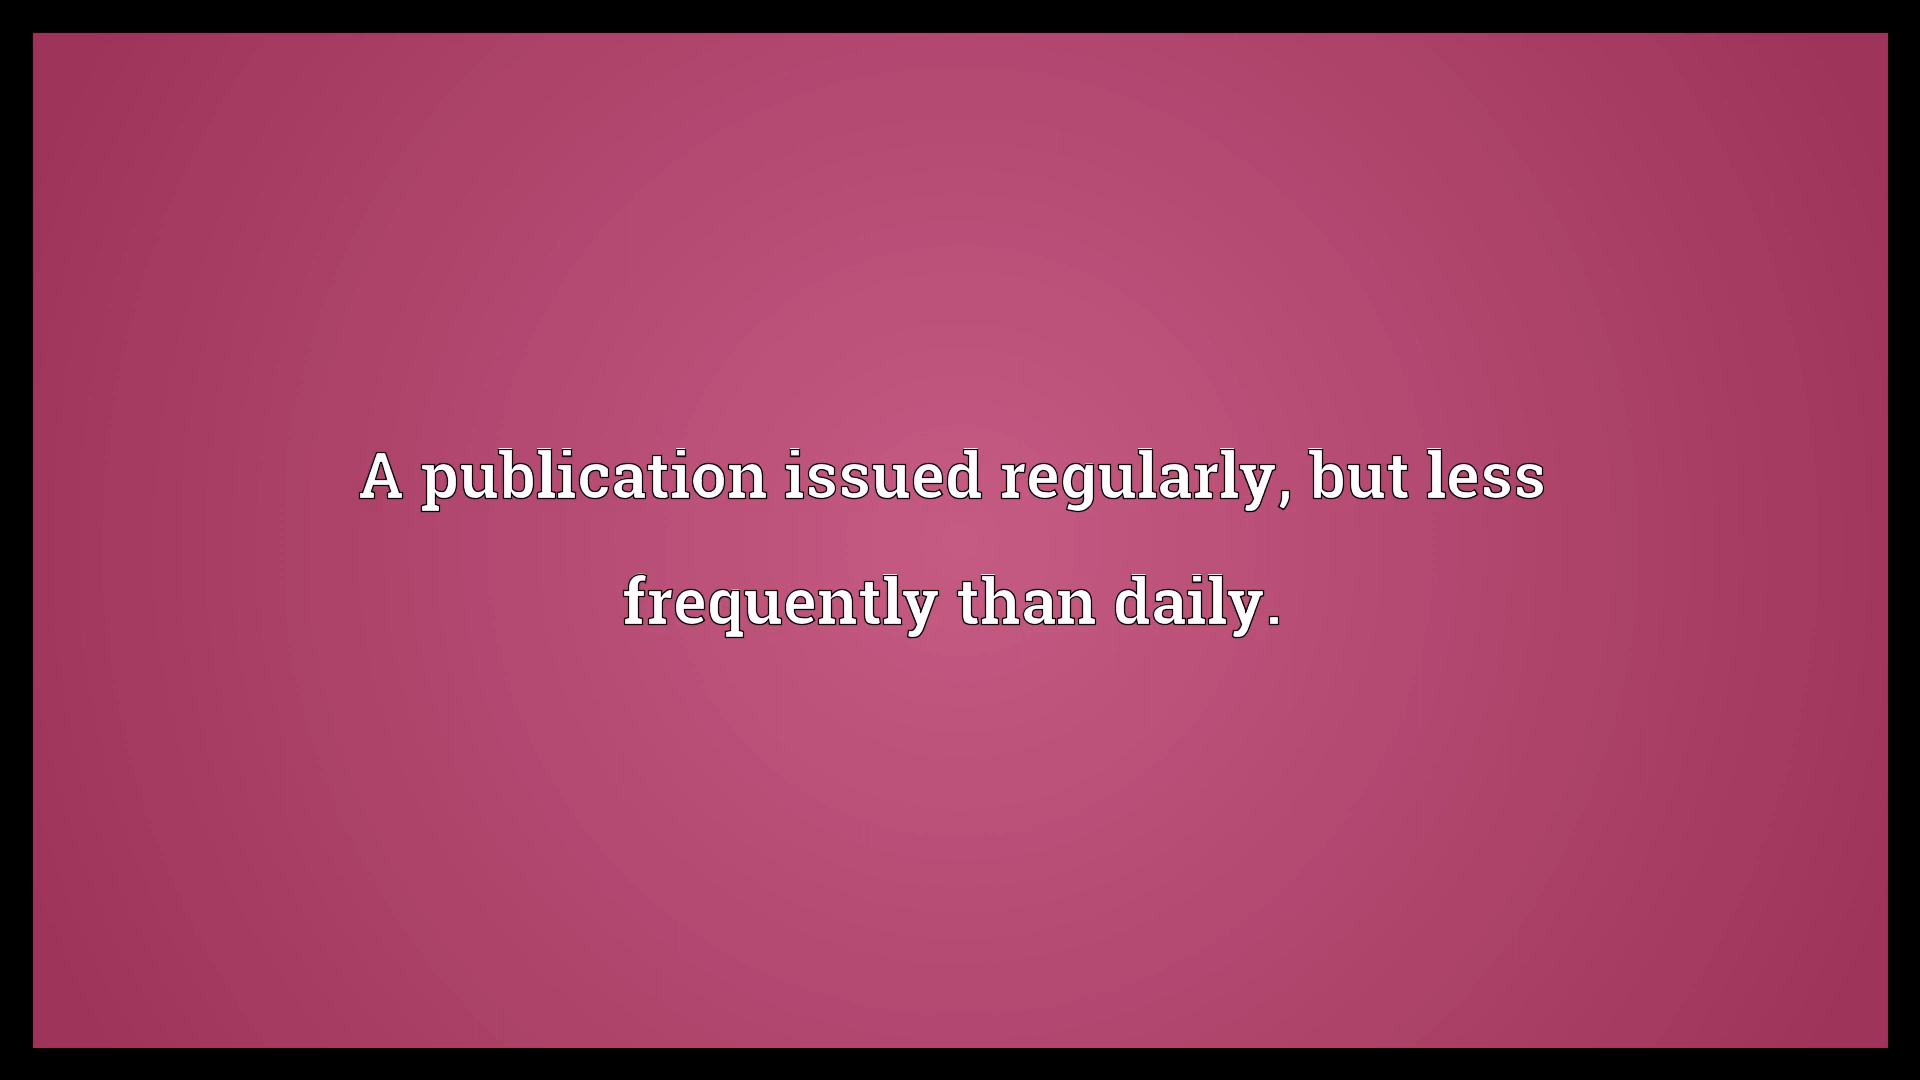 A publication issued regularly, but less
frequently than daily.